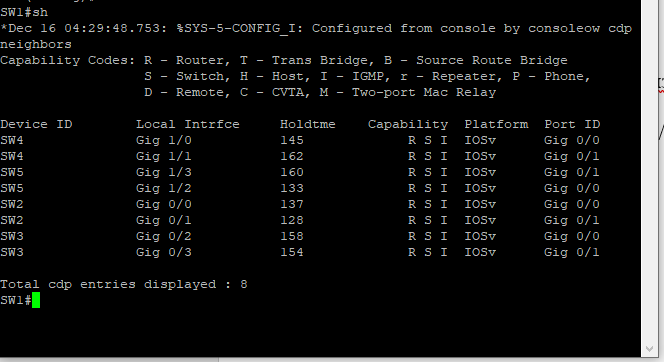 SW1#sh
*Dec 16 04:29:48.753: %SYS-5-CONFIG_I: Configured from console by consoleow cdp
neighbors
Capability Codes: R - Router, T - Trans Bridge, B - Source Route Bridge
                  S - Switch, H - Host, I - IGMP, r - Repeater, P - Phone,
                  D - Remote, C - CVTA, M - Two-port Mac Relay

Device ID        Local Intrfce     Holdtme    Capability  Platform  Port ID
SW4              Gig 1/0           145             R S I  IOSv      Gig 0/0
SW4              Gig 1/1           162             R S I  IOSv      Gig 0/1
SW5              Gig 1/3           160             R S I  IOSv      Gig 0/1
SW5              Gig 1/2           133             R S I  IOSv      Gig 0/0
SW2              Gig 0/0           137             R S I  IOSv      Gig 0/0
SW2              Gig 0/1           128             R S I  IOSv      Gig 0/1
SW3              Gig 0/2           158             R S I  IOSv      Gig 0/0
SW3              Gig 0/3           154             R S I  IOSv      Gig 0/1

Total cdp entries displayed : 8
SW1#